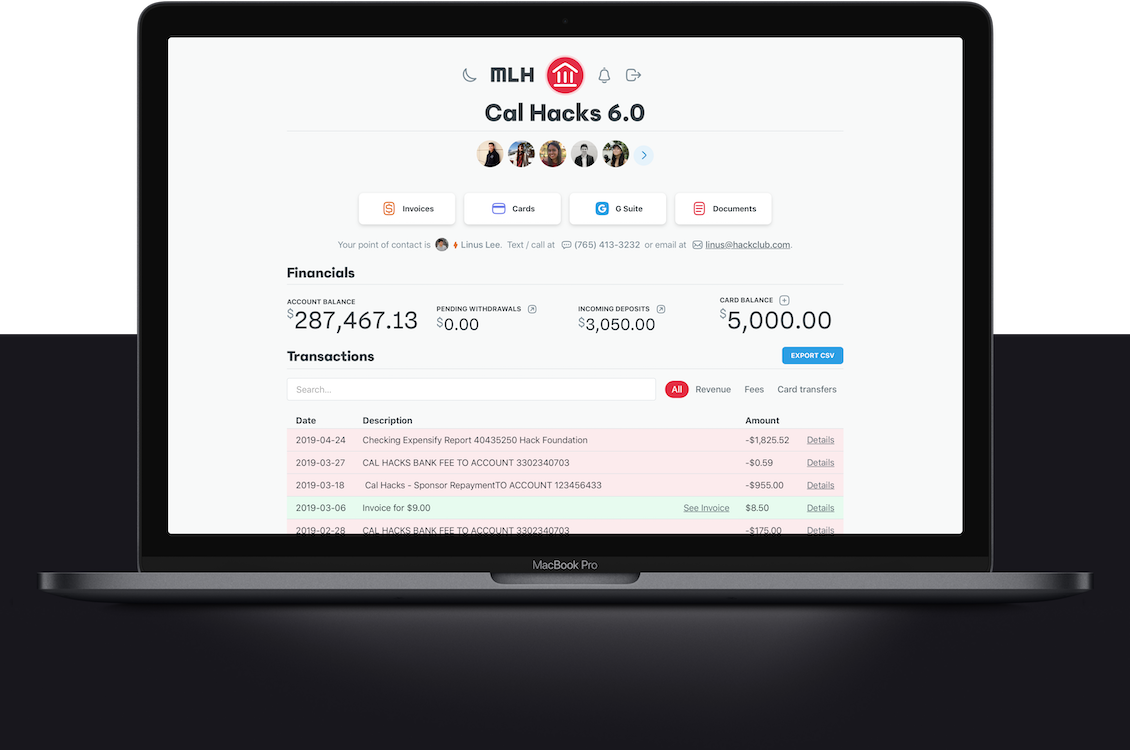 MLH
Cal Hacks 6.0
Invoices Cards G Suite Documents
Your point of contact is Linus Lee. Text / call at (765) 413-3232 or email at linus@hackclub.com.
Financials
ACCOUNT BALANCE PENDING WITHDRAWALS INCOMING DEPOSITS CARD BALANCE
$287,467.13 $0.00 $3,050.00 $5,000.00
Transactions EXPORT CSV
Search... All Revenue Fees Card transfers
Date Description Amount
2019-04-24 Checking Expensify Report 40435250 Hack Foundation -$1,825.52 Details
2019-03-27 CAL HACKS BANK FEE TO ACCOUNT 3302340703 -$0.59 Details
2019-03-18 Cal Hacks - Sponsor RepaymentTO ACCOUNT 123456433 -$955.00 Details
2019-03-06 Invoice for $9.00 See Invoice $8.50 Details
2019-02-28 CAL HACKS BANK FEE TO ACCOUNT 3302340703 -$175.00 Details
MacBook Pro